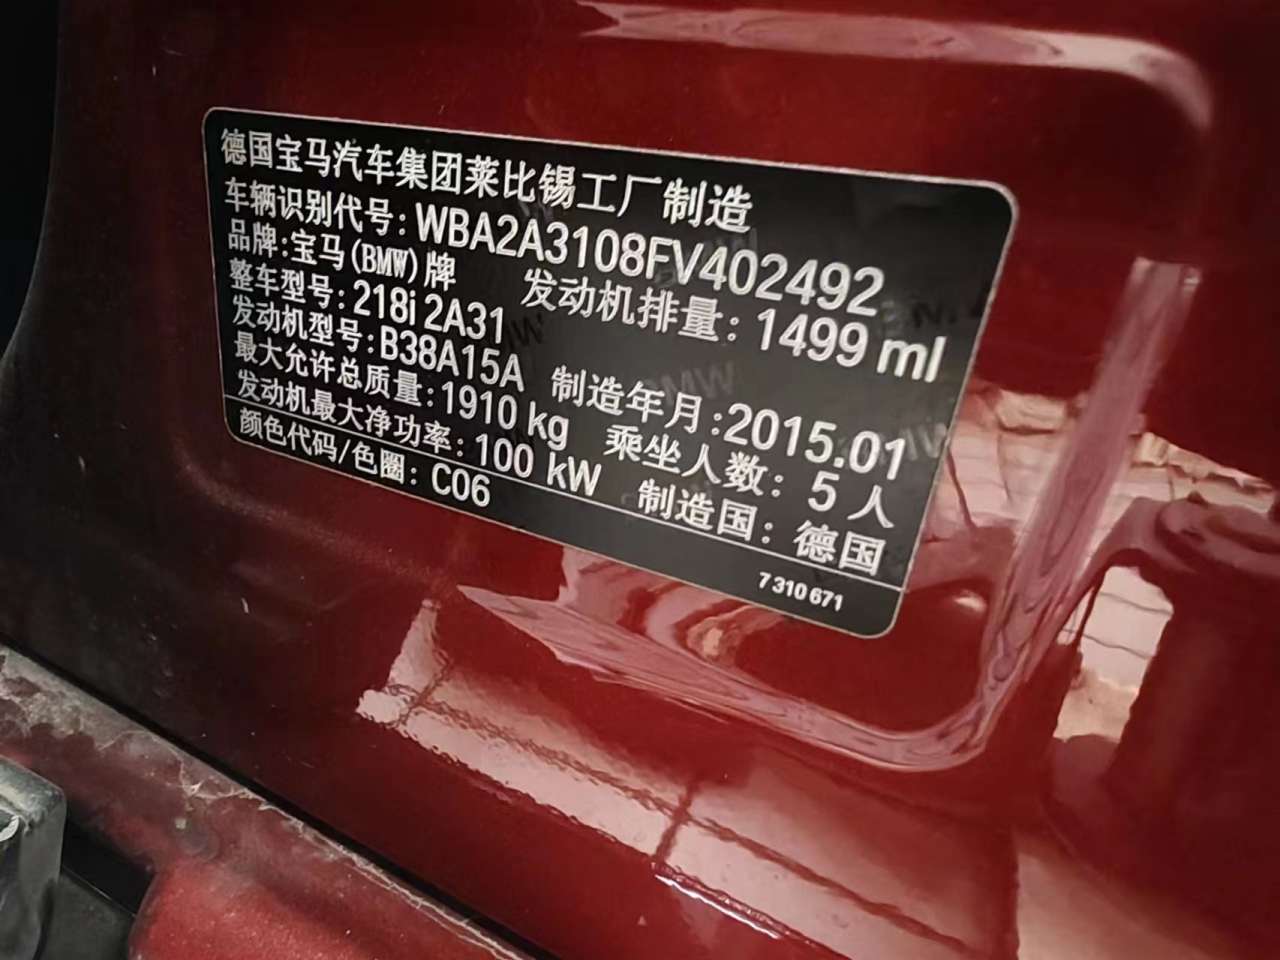 德国宝马汽车集团莱比锡工厂制造
车辆识别代号: WBA2A3108FV402492
品牌:宝马(BMW)牌 发动机排量: 1499 ml
整车型号: 218i 2A31
发动机型号: B38A15A 制造年月:2015.01
最大允许总质量: 1910 kg 乘坐人数: 5 人
发动机最大净功率: 100 kW 制造国: 德国
颜色代码/色圈: C06
7 310 671